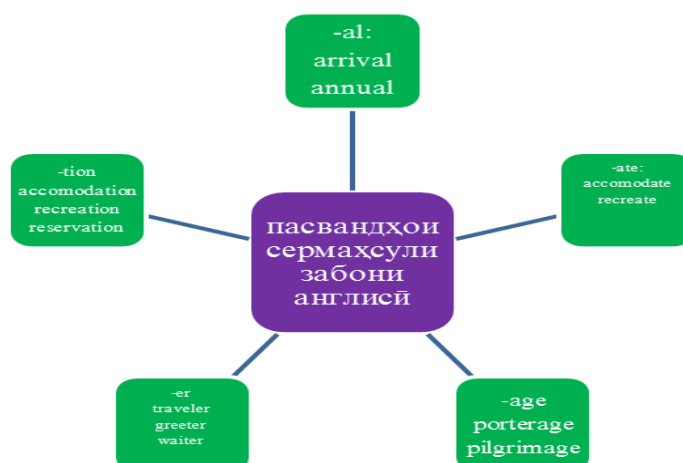 -al:
arrival
annual
-tion
accomodation
recreation
reservation
-ate:
accomodate
recreate
пасвандҳои
сермаҳсули
забони
англисӣ
-er
traveler
greeter
waiter
-age
porterage
pilgrimage